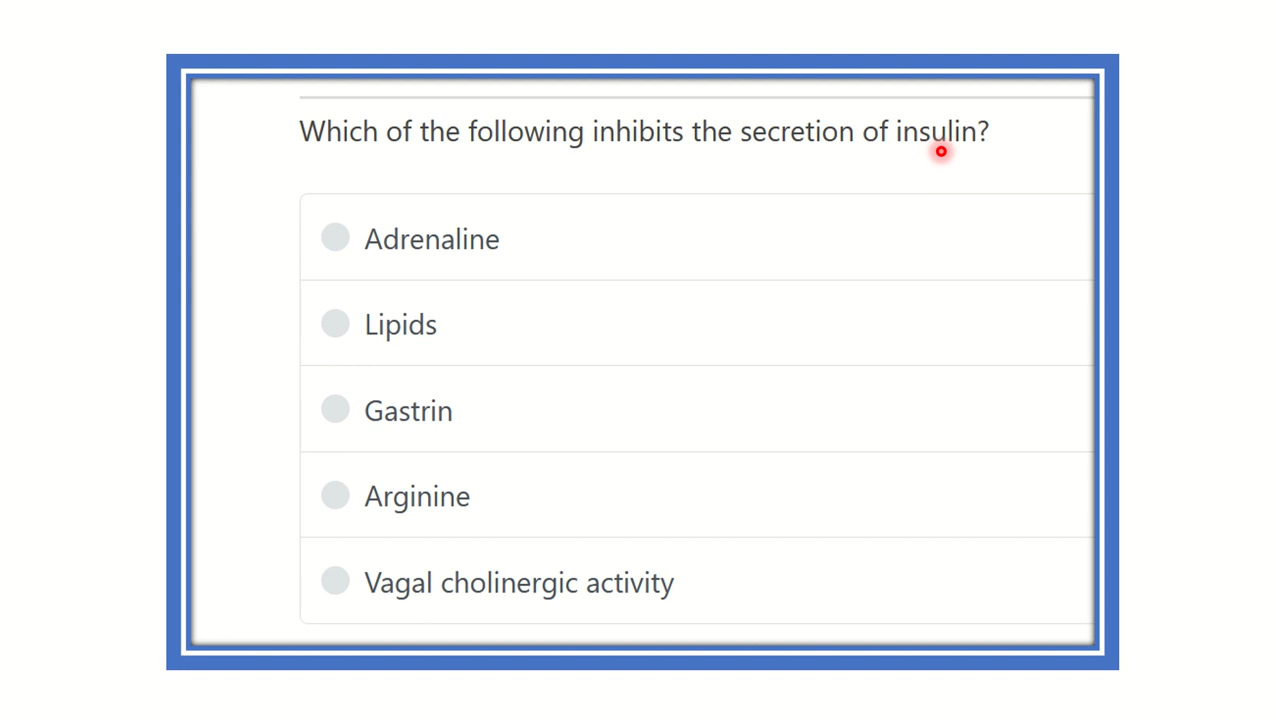 Which of the following inhibits the secretion of insulin?
Adrenaline
Lipids
Gastrin
Arginine
Vagal cholinergic activity